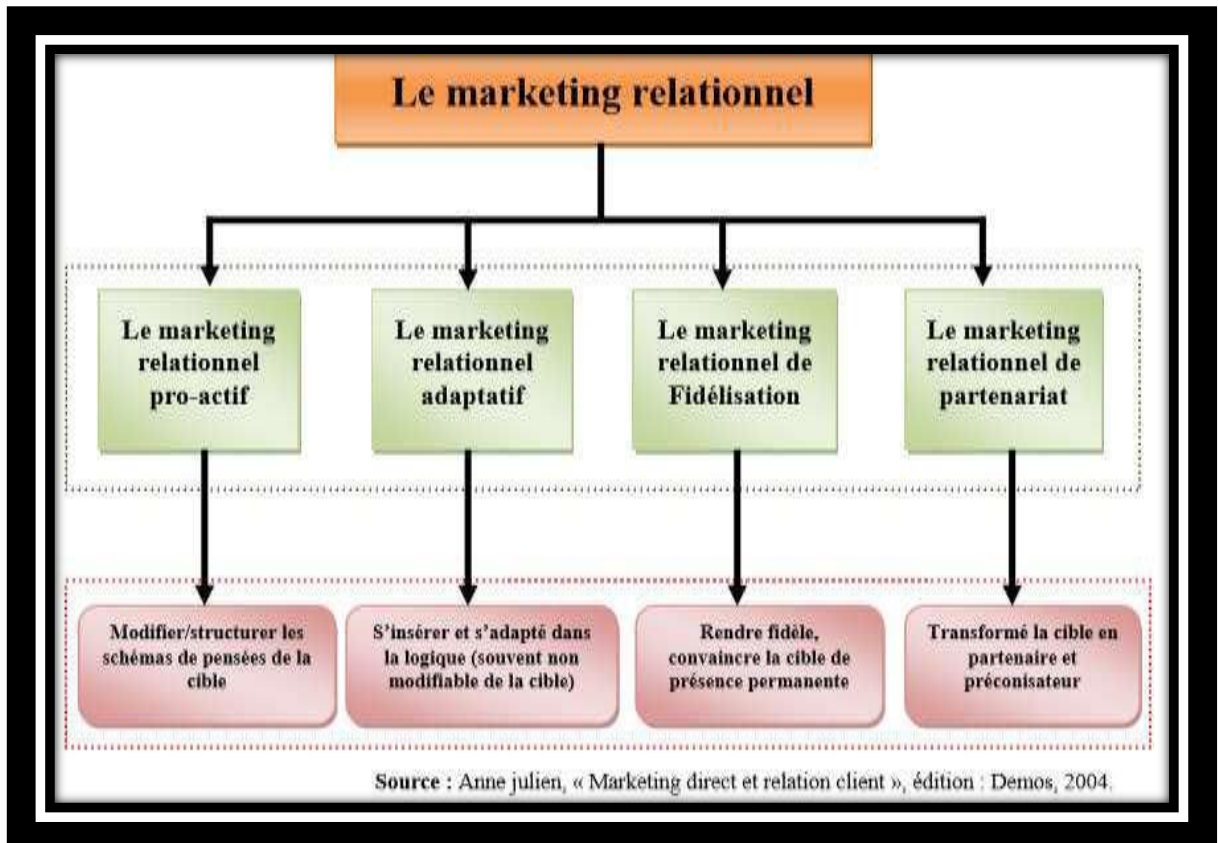 Le marketing relationnel
Le marketing
relationnel
pro-actif
Le marketing
relationnel
adaptatif
Le marketing
relationnel de
Fidélisation
Le marketing
relationnel de
partenariat
Modifier/structurer les
schémas de pensées de la
cible
S'insérer et s'adapté dans
la logique (souvent non
modifiable de la cible)
Rendre fidèle,
convaincre la cible de
présence permanente
Transformé la cible en
partenaire et
préconisateur
Source : Anne julien, « Marketing direct et relation client », édition : Demos, 2004.